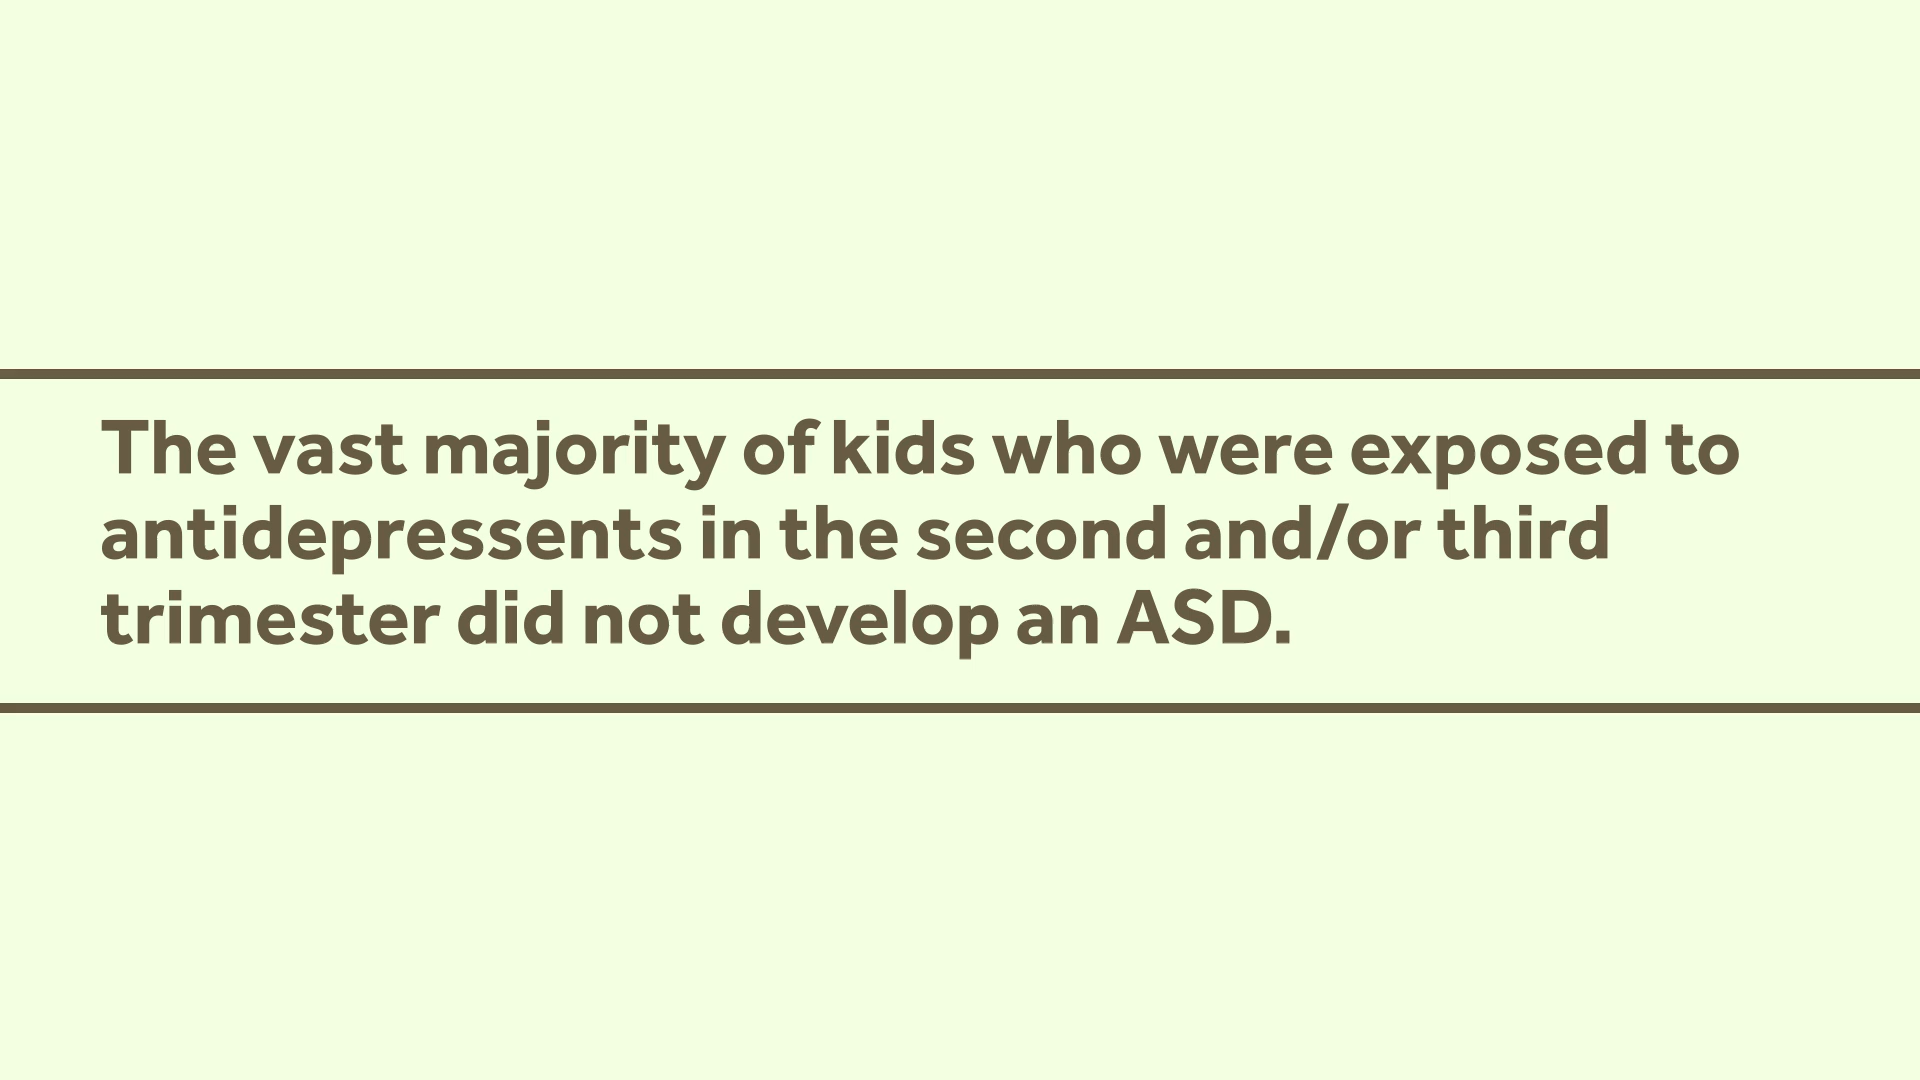 The vast majority of kids who were exposed to
antidepressents in the second and/or third
trimester did not develop an ASD.